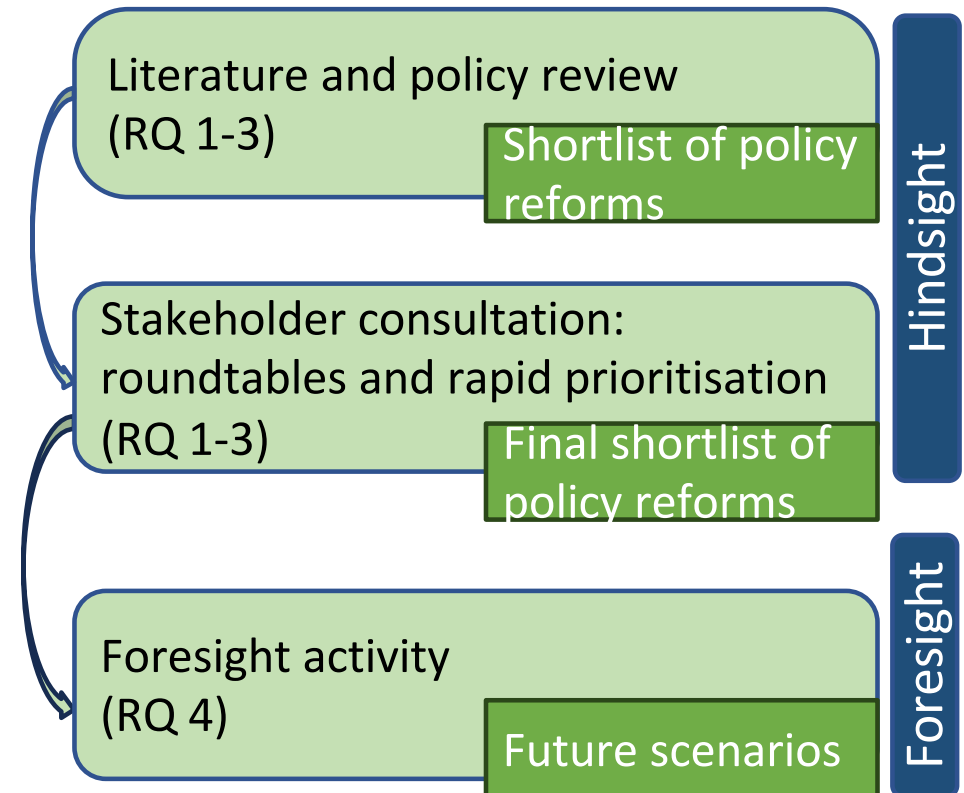 Literature and policy review
(RQ 1-3)
Shortlist of policy
reforms
Hindsight
Stakeholder consultation:
roundtables and rapid prioritisation
(RQ 1-3)
Final shortlist of
policy reforms
Foresight activity
(RQ 4)
Future scenarios
Foresight